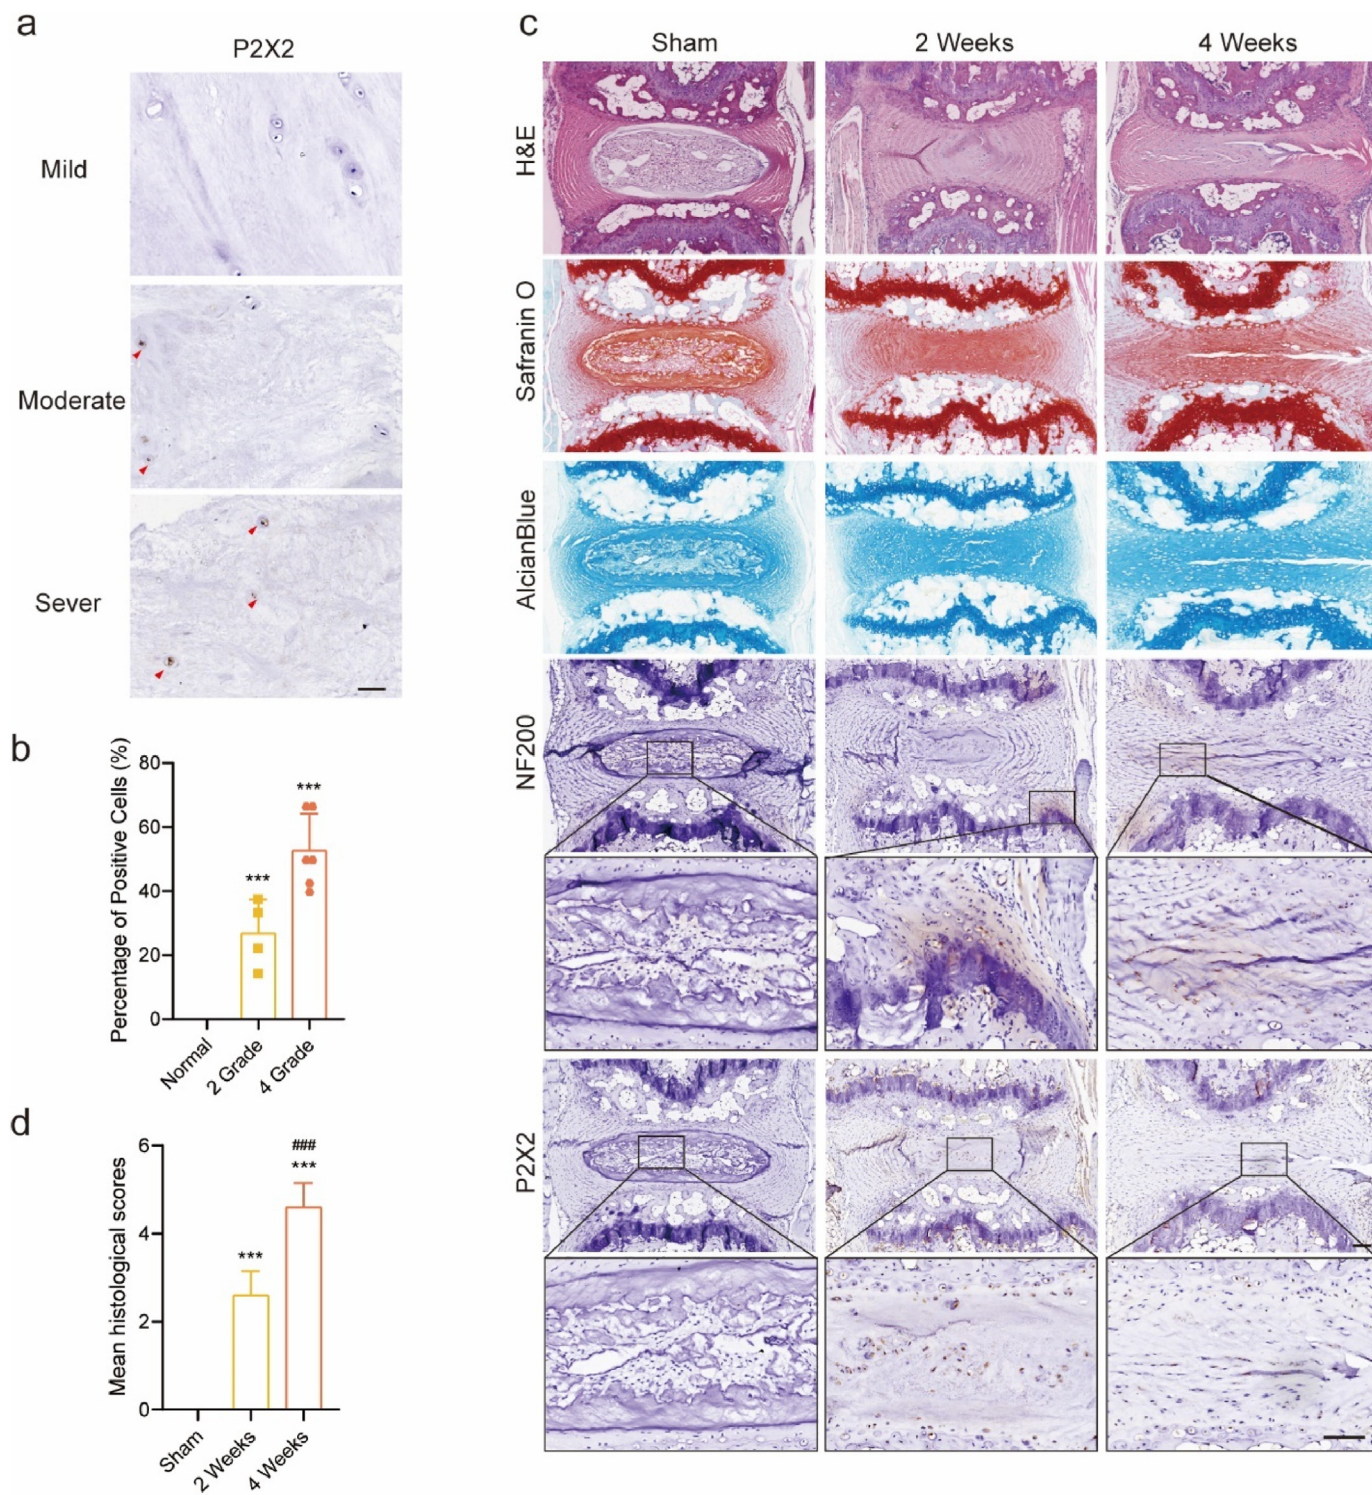 a
P2X2
Mild
Moderate
Sever
b
Percentage of Positive Cells (%)
80
60
40
20
0
***
***
Normal
2 Grade
4 Grade
d
Mean histological scores
6
4
2
0
***
###
***
Sham
2 Weeks
4 Weeks
c
Sham
2 Weeks
4 Weeks
H&E
Safranin O
AlcianBlue
NF200
P2X2